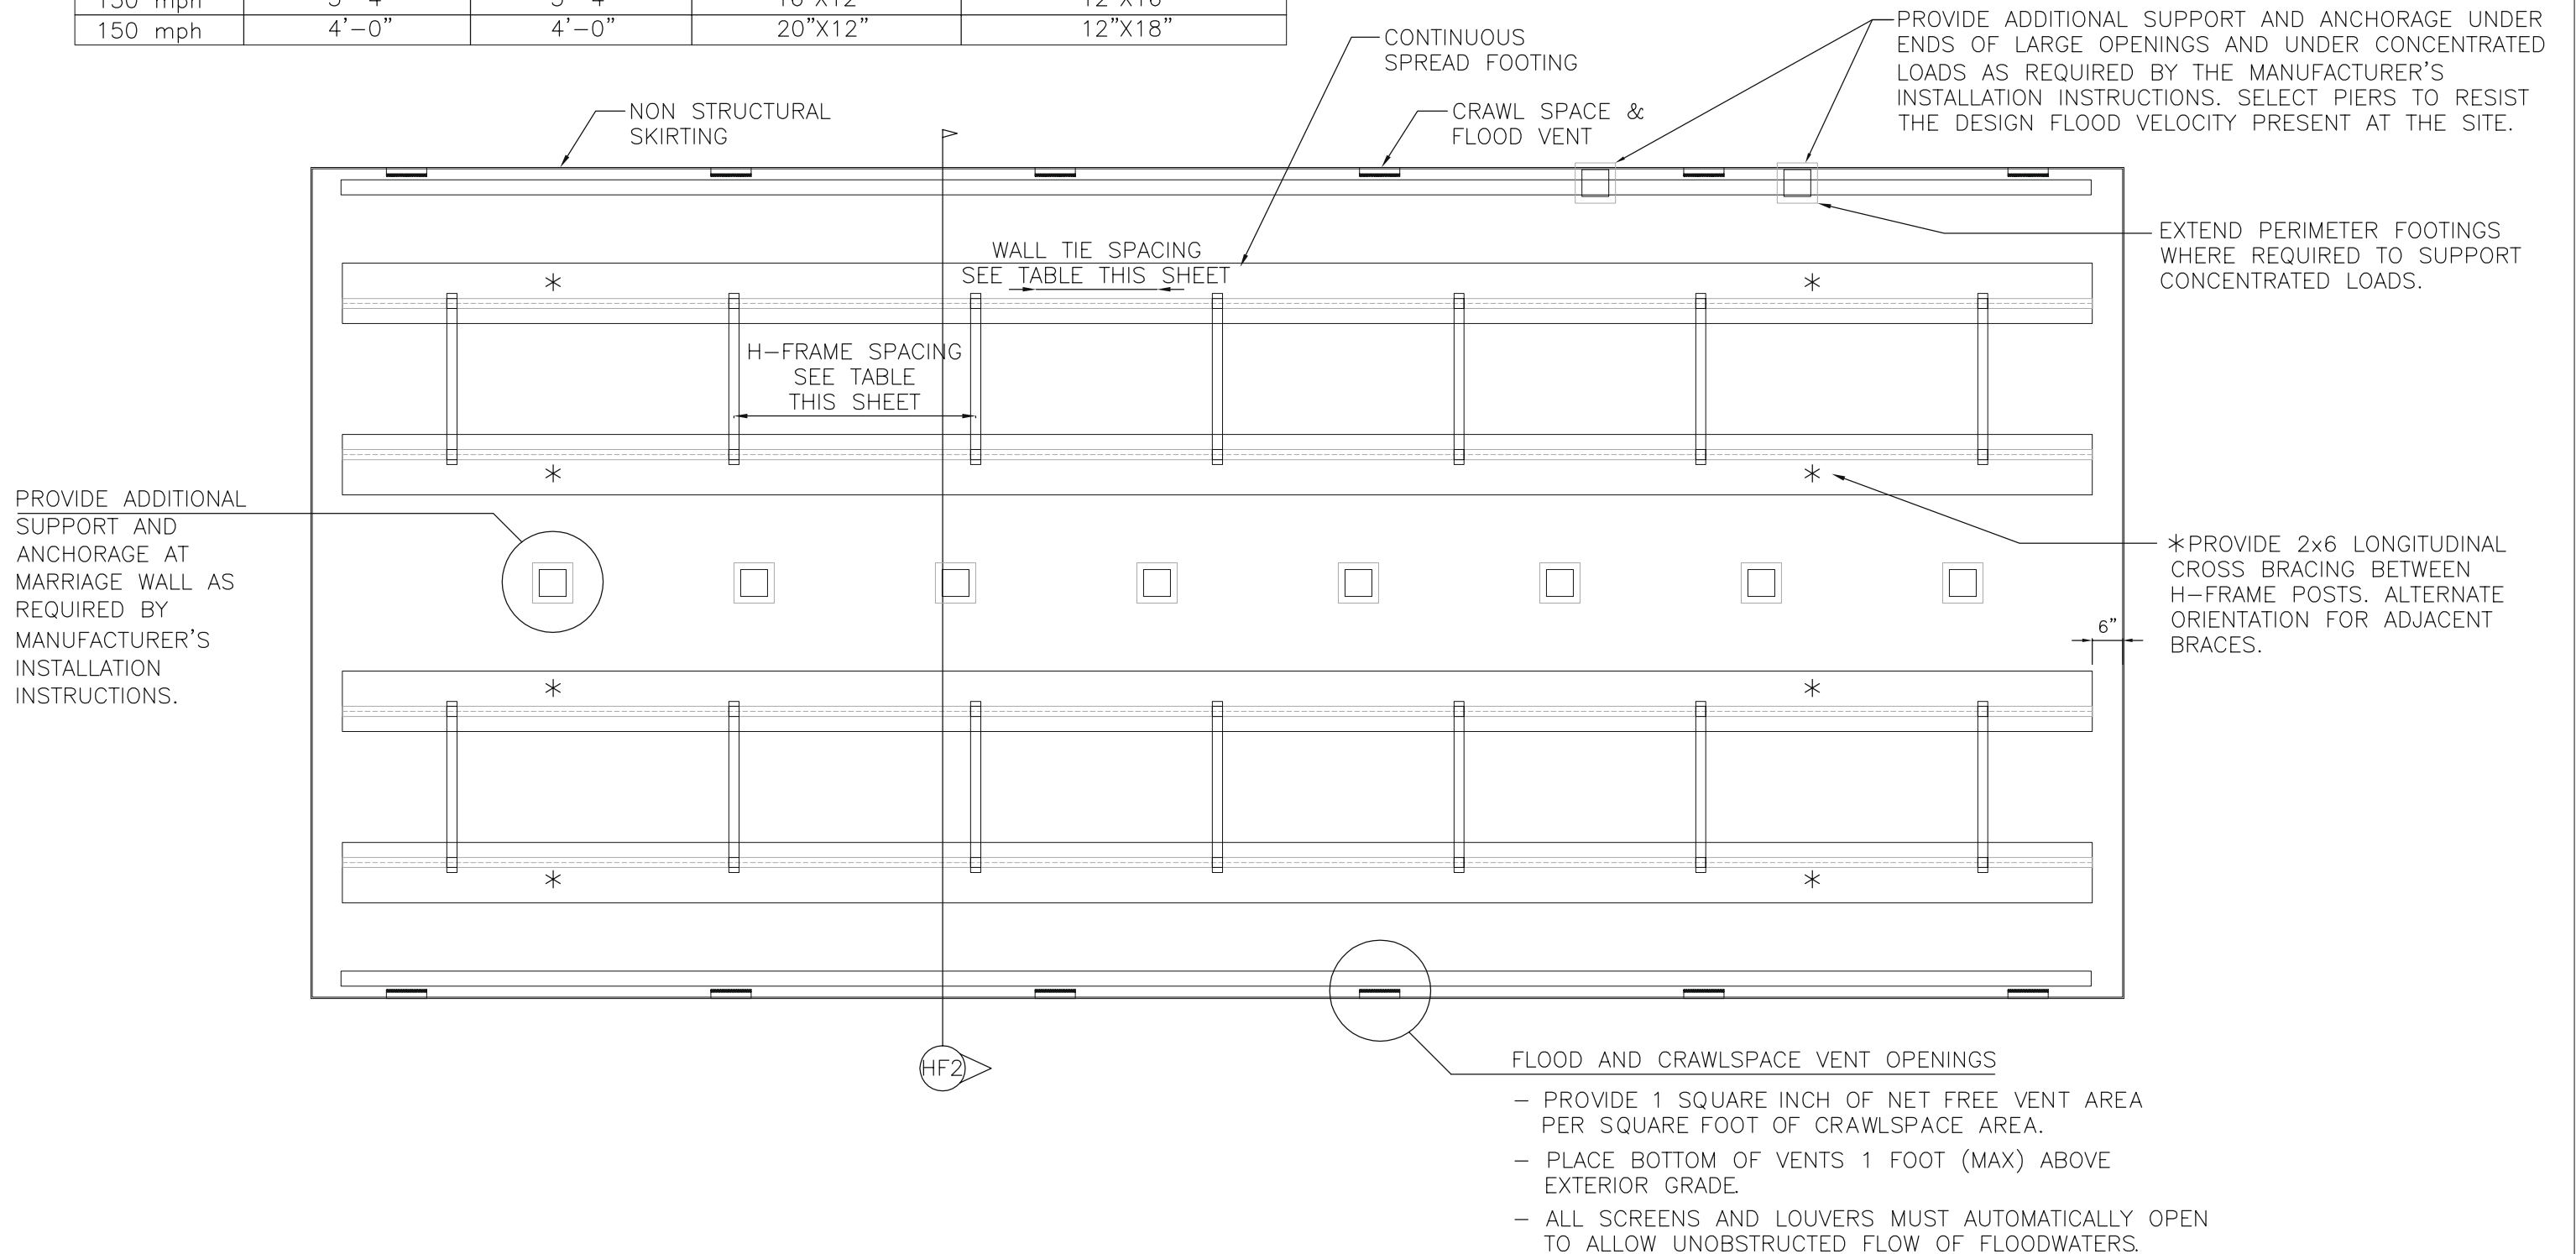 150 mph 4'-0" 4'-0" 20"X12" 12"X18"
CONTINUOUS
SPREAD FOOTING
PROVIDE ADDITIONAL SUPPORT AND ANCHORAGE UNDER
ENDS OF LARGE OPENINGS AND UNDER CONCENTRATED
LOADS AS REQUIRED BY THE MANUFACTURER'S
INSTALLATION INSTRUCTIONS. SELECT PIERS TO RESIST
THE DESIGN FLOOD VELOCITY PRESENT AT THE SITE.
NON STRUCTURAL
SKIRTING
CRAWL SPACE &
FLOOD VENT
EXTEND PERIMETER FOOTINGS
WHERE REQUIRED TO SUPPORT
CONCENTRATED LOADS.
WALL TIE SPACING
SEE TABLE THIS SHEET
H-FRAME SPACING
SEE TABLE
THIS SHEET
PROVIDE ADDITIONAL
SUPPORT AND
ANCHORAGE AT
MARRIAGE WALL AS
REQUIRED BY
MANUFACTURER'S
INSTALLATION
INSTRUCTIONS.
*PROVIDE 2x6 LONGITUDINAL
CROSS BRACING BETWEEN
H-FRAME POSTS. ALTERNATE
ORIENTATION FOR ADJACENT
BRACES.
6"
HF2
FLOOD AND CRAWLSPACE VENT OPENINGS
- PROVIDE 1 SQUARE INCH OF NET FREE VENT AREA
PER SQUARE FOOT OF CRAWLSPACE AREA.
- PLACE BOTTOM OF VENTS 1 FOOT (MAX) ABOVE
EXTERIOR GRADE.
- ALL SCREENS AND LOUVERS MUST AUTOMATICALLY OPEN
TO ALLOW UNOBSTRUCTED FLOW OF FLOODWATERS.